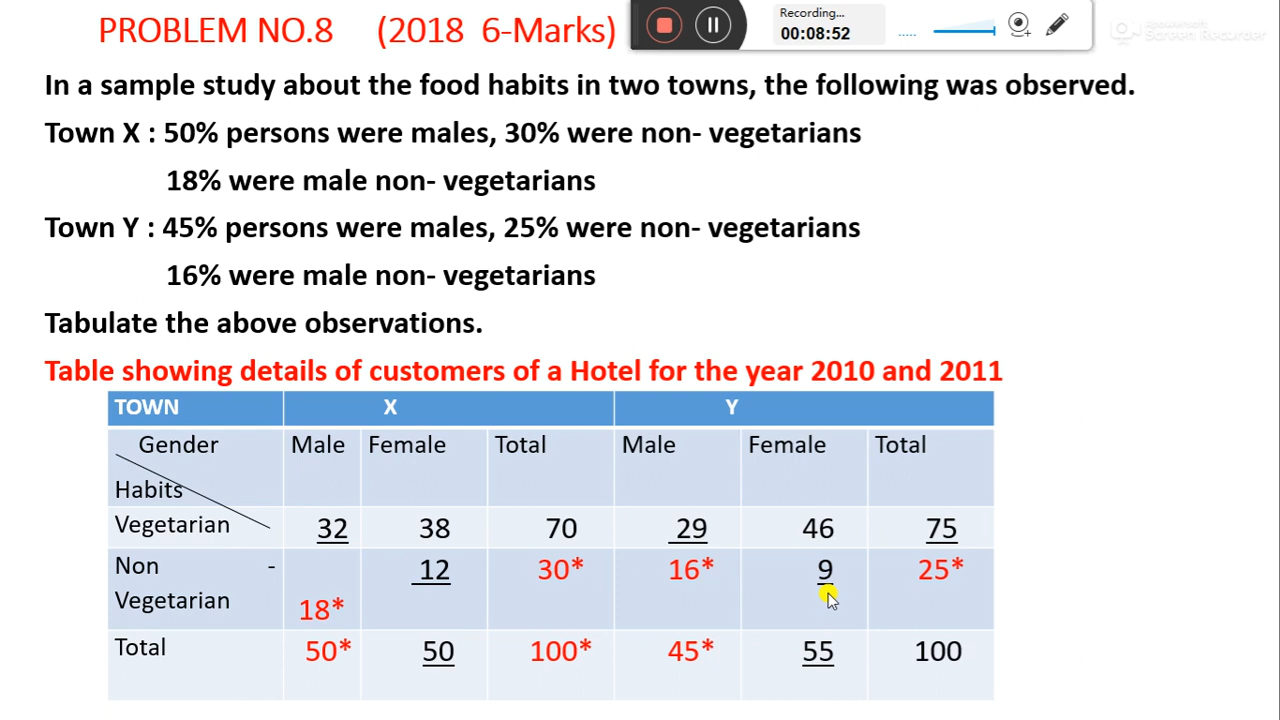 PROBLEM NO.8 (2018 6-Marks)
Recording...
00:08:52
Apowersoft
Screen Recorder
In a sample study about the food habits in two towns, the following was observed.
Town X : 50% persons were males, 30% were non- vegetarians
18% were male non- vegetarians
Town Y : 45% persons were males, 25% were non- vegetarians
16% were male non- vegetarians
Tabulate the above observations.
Table showing details of customers of a Hotel for the year 2010 and 2011
TOWN X Y
Gender Male Female Total Male Female Total
Habits
Vegetarian 32 38 70 29 46 75
Non - 12 30* 16* 9 25*
Vegetarian 18*
Total 50* 50 100* 45* 55 100